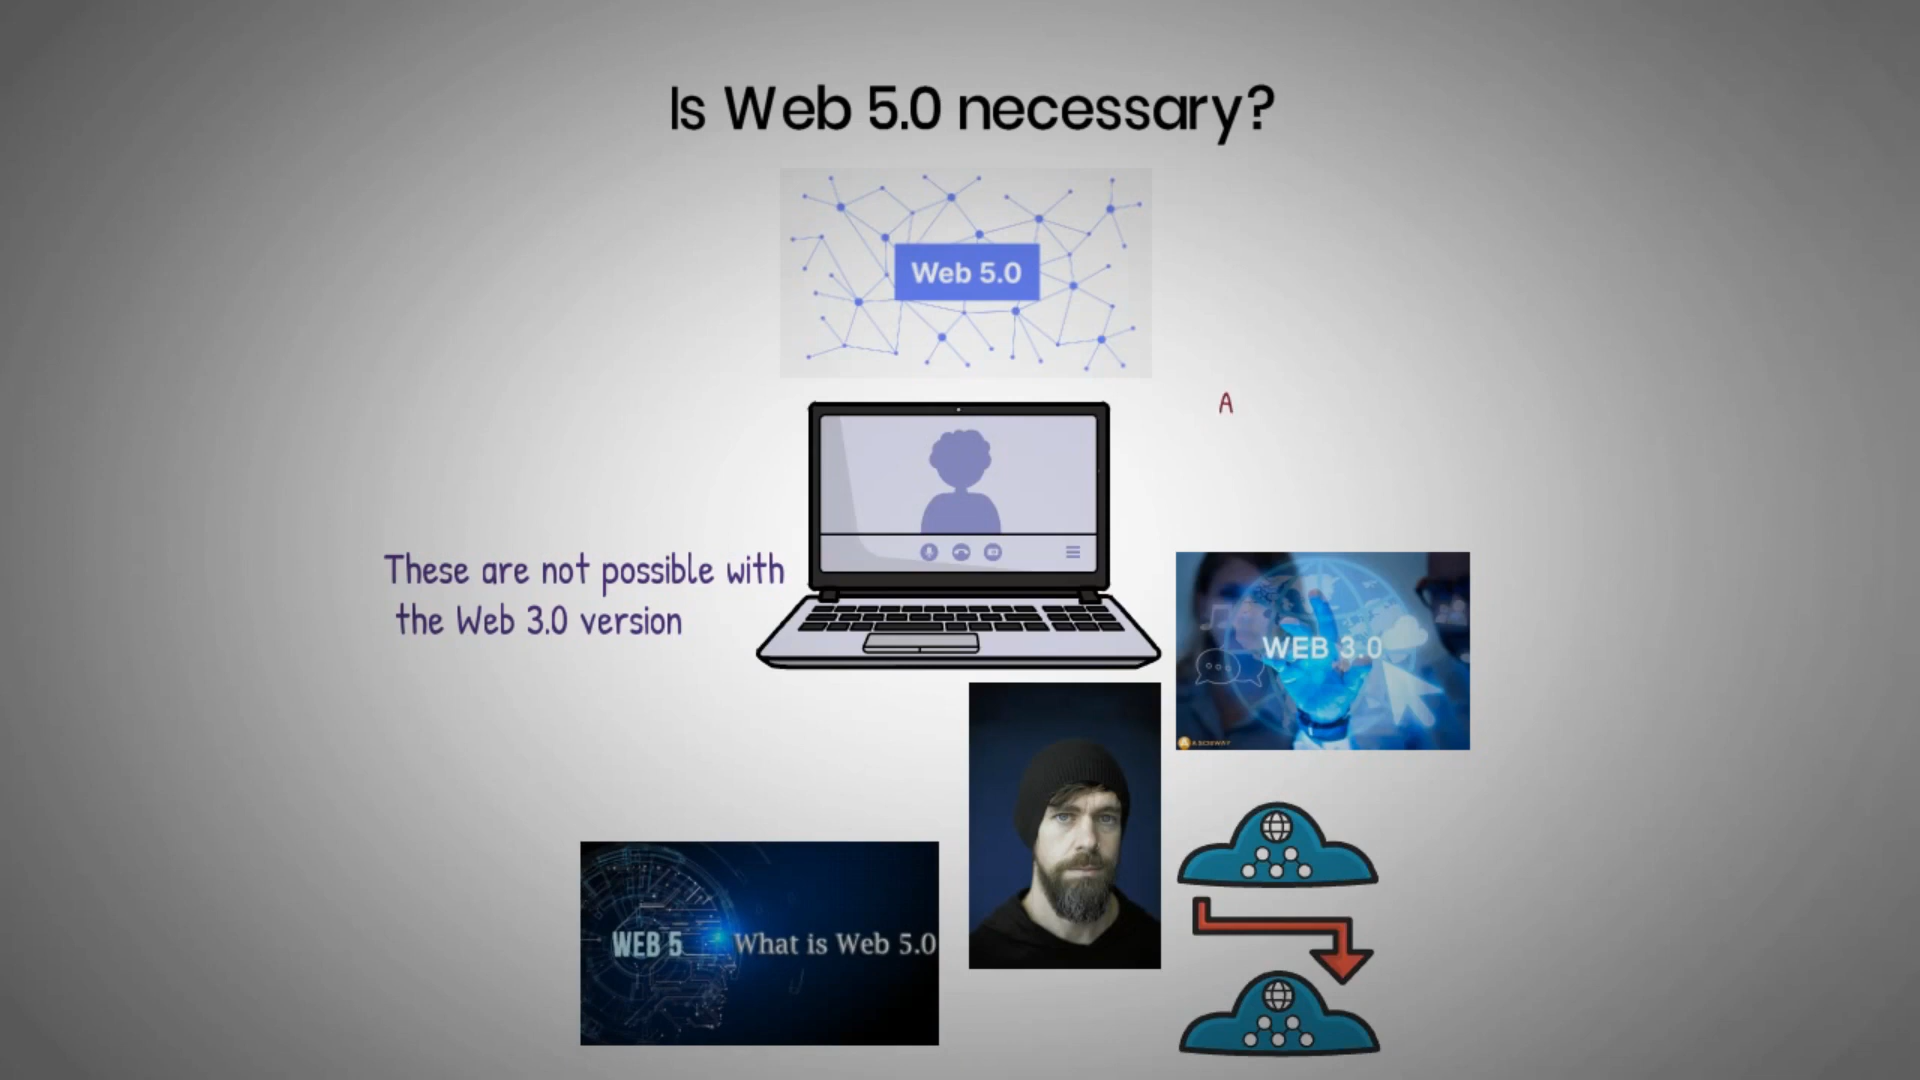 Is Web 5.0 necessary?
Web 5.0
A
These are not possible with
the Web 3.0 version
WEB 3.0
WEB 5
What is Web 5.0